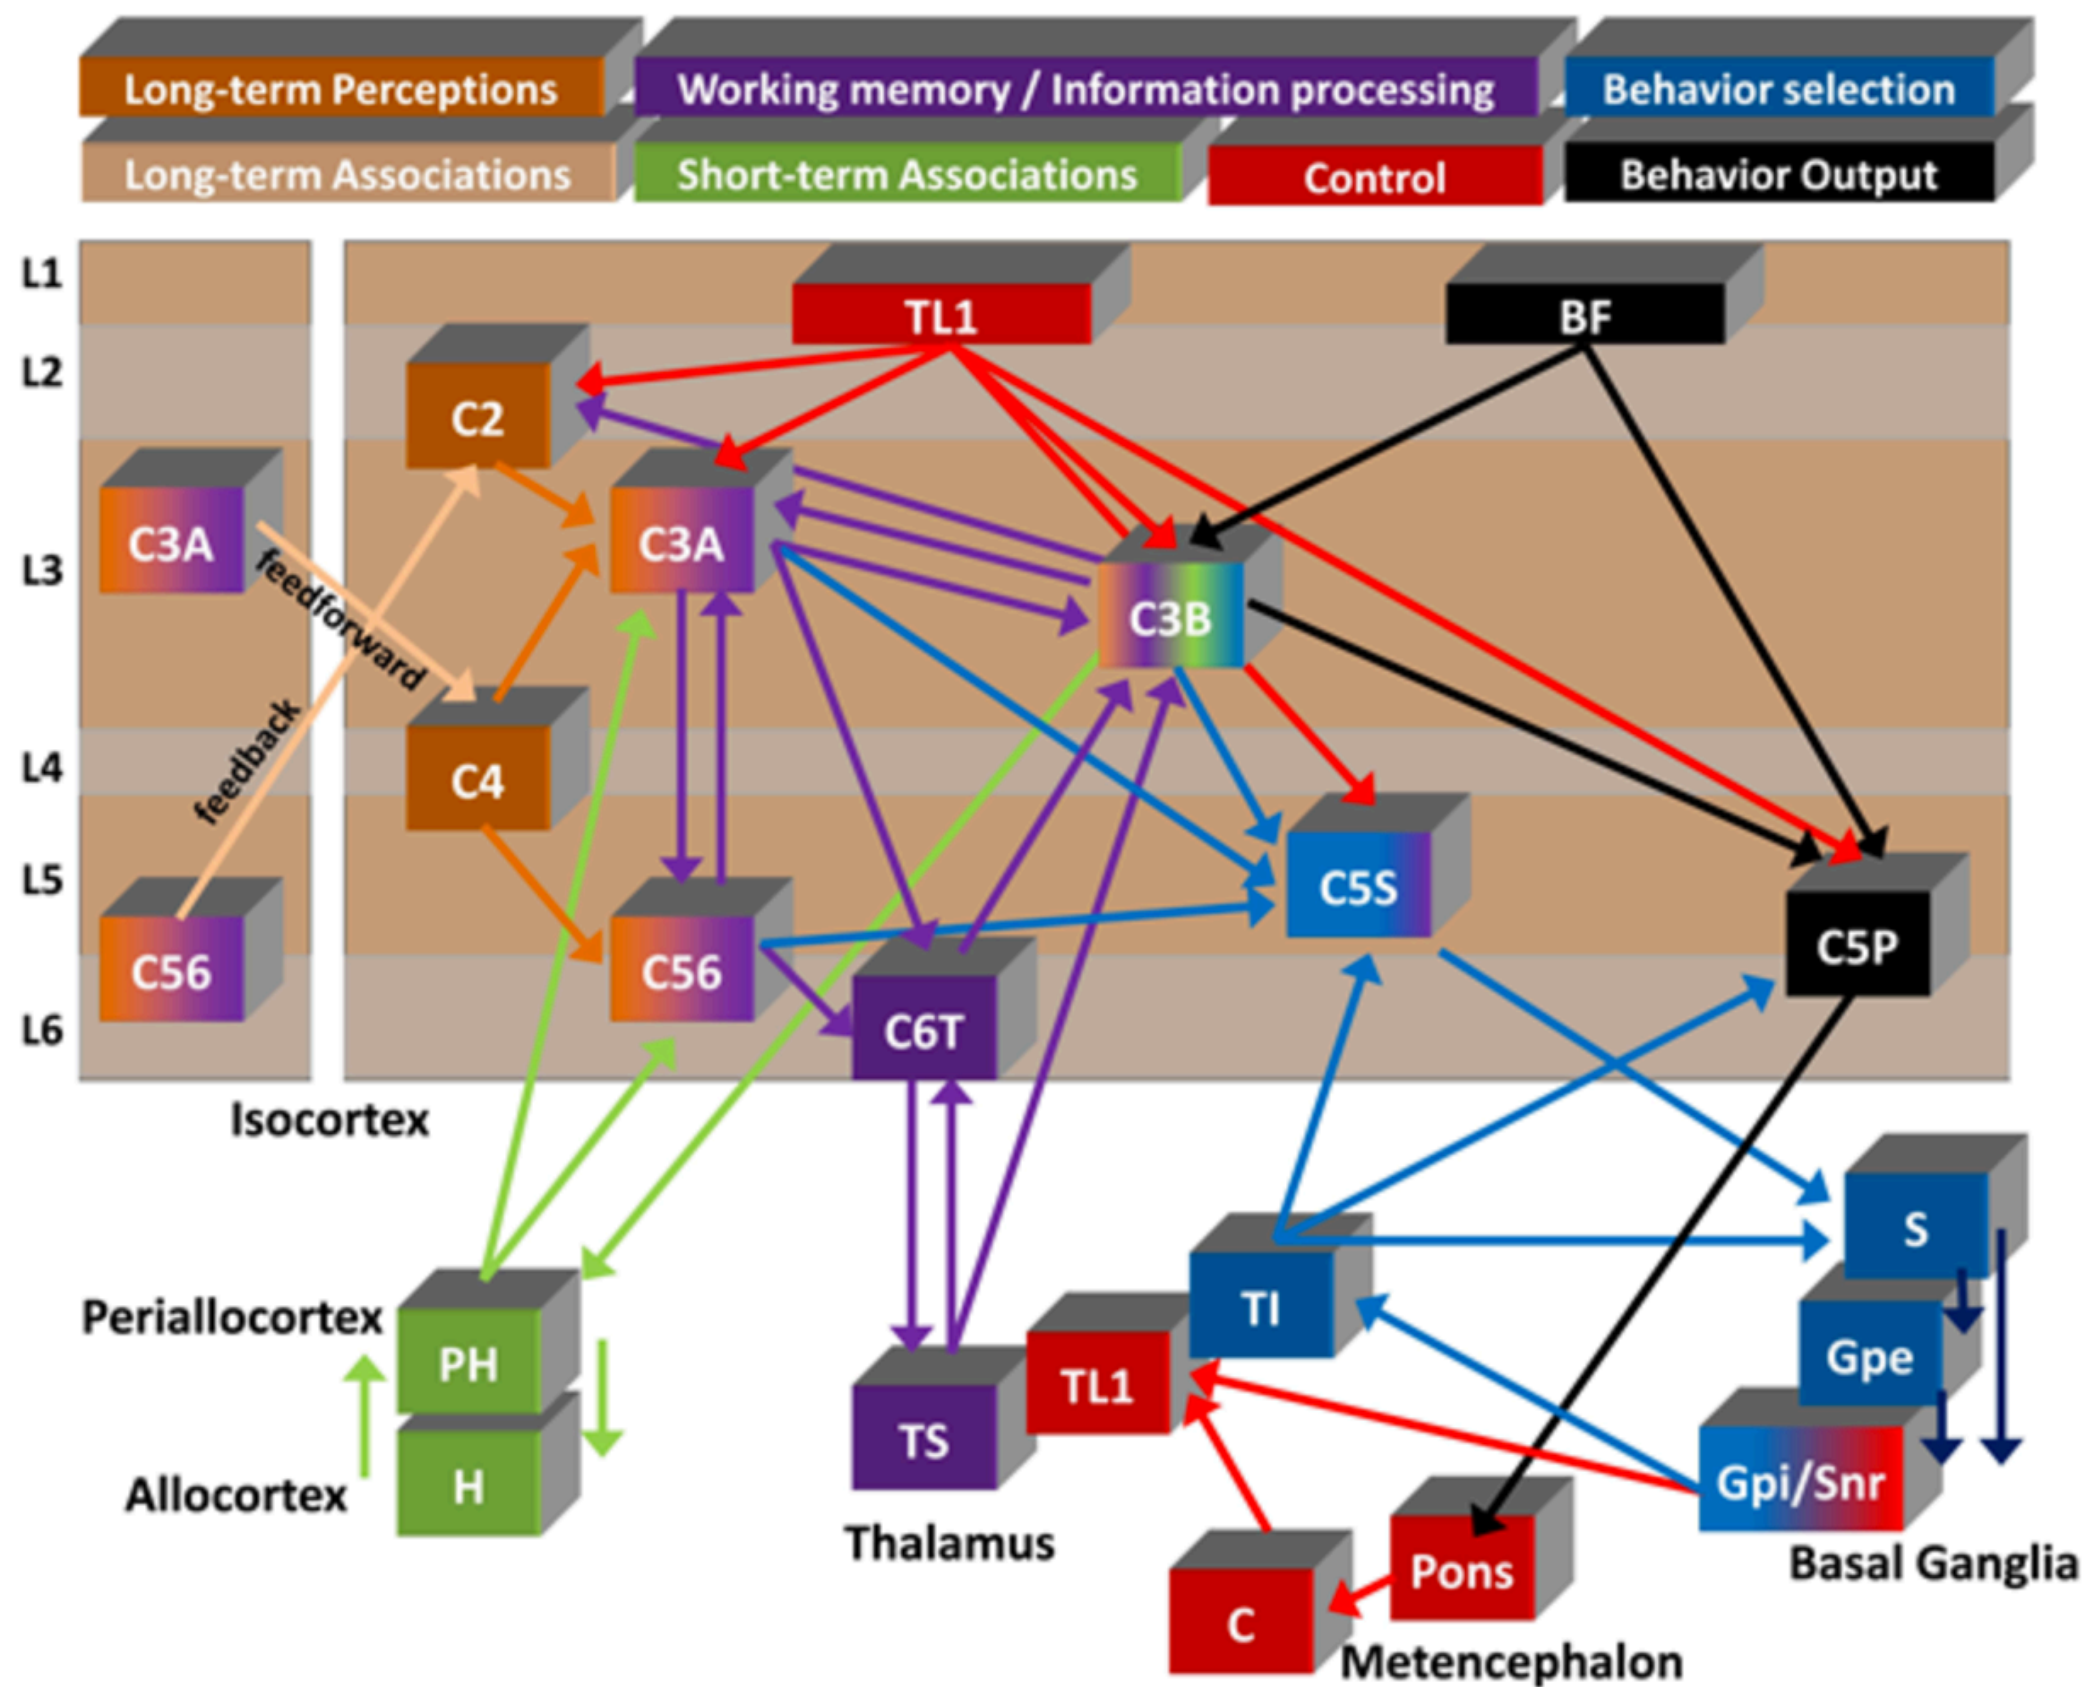 Long-term Perceptions
Working memory / Information processing
Behavior selection
Long-term Associations
Short-term Associations
Control
Behavior Output
L1
TL1
BF
L2
C2
C3A
C3A
L3
C3B
feedforward
feedback
L4
C4
L5
C5S
C5P
C56
C56
L6
C6T
Isocortex
S
TI
Periallocortex
PH
Gpe
TL1
TS
Allocortex
H
Gpi/Snr
Thalamus
Basal Ganglia
Pons
C
Metencephalon